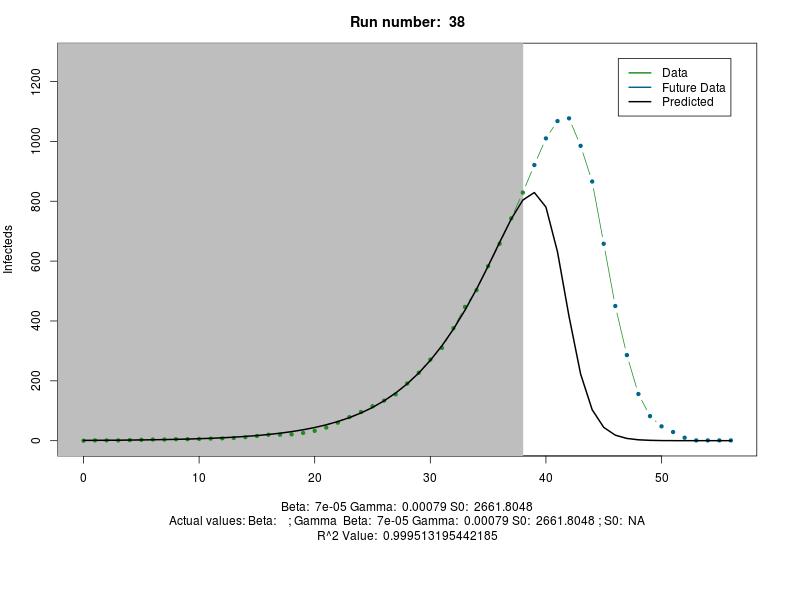 Run number: 38
Infecteds
1200
1000
800
600
400
200
0
Data
Future Data
Predicted
0 10 20 30 40 50
Beta: 7e-05 Gamma: 0.00079 S0: 2661.8048
Actual values: Beta: ; Gamma Beta: 7e-05 Gamma: 0.00079 S0: 2661.8048 ; S0: NA
R^2 Value: 0.999513195442185